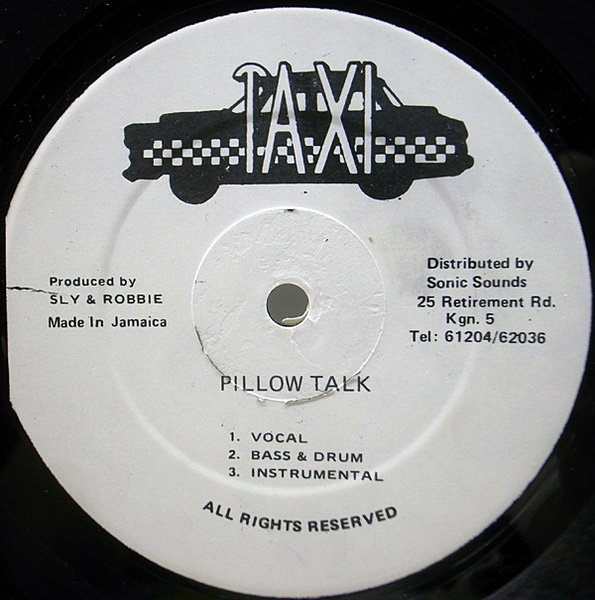 TAXI
Produced by
SLY & ROBBIE
Made In Jamaica
Distributed by
Sonic Sounds
25 Retirement Rd.
Kgn. 5
Tel: 61204/62036
PILLOW TALK
1. VOCAL
2. BASS & DRUM
3. INSTRUMENTAL
ALL RIGHTS RESERVED